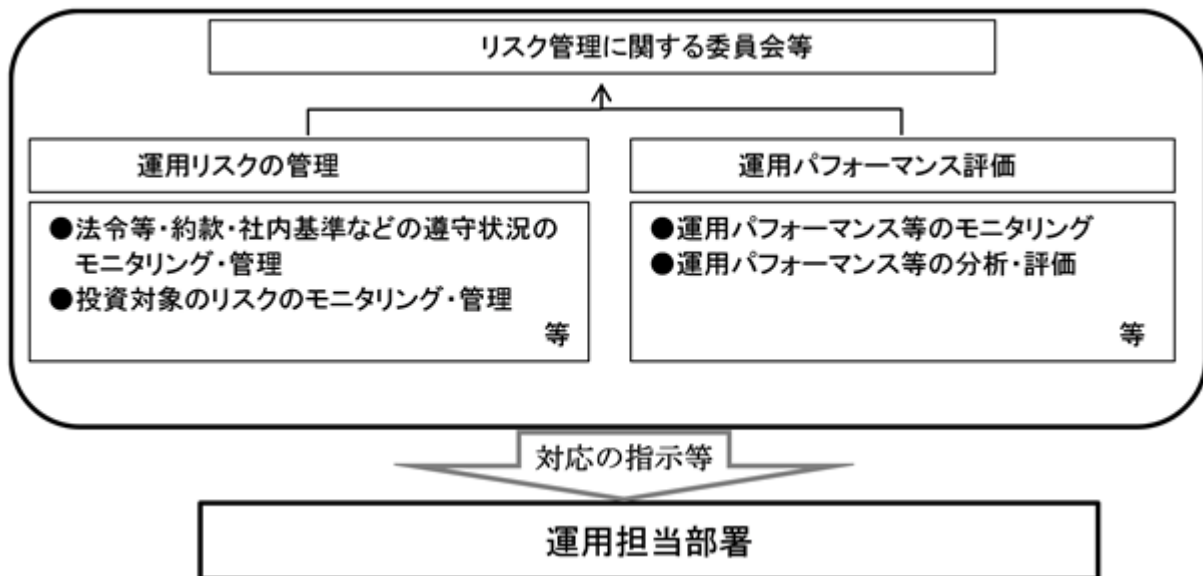 リスク管理に関する委員会等
運用リスクの管理
●法令等・約款・社内基準などの遵守状況の
モニタリング・管理
●投資対象のリスクのモニタリング・管理
等
運用パフォーマンス評価
●運用パフォーマンス等のモニタリング
●運用パフォーマンス等の分析・評価
等
対応の指示等
運用担当部署